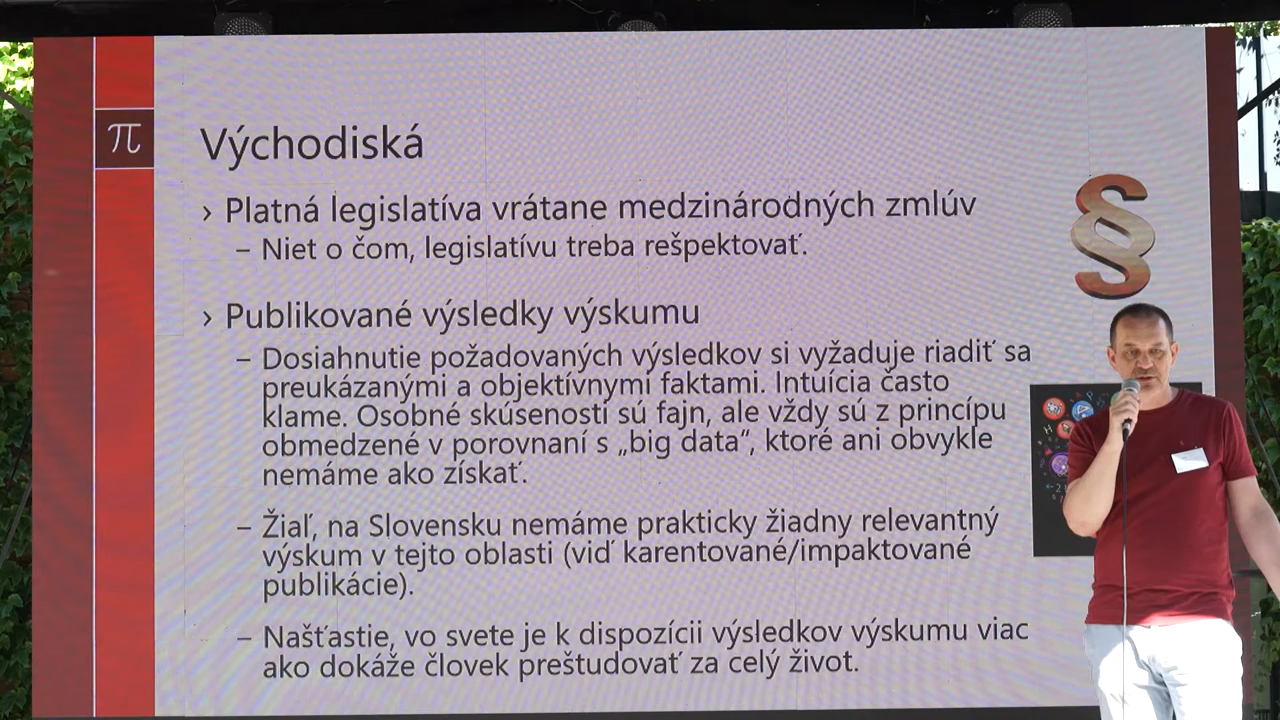 π
Východiská
› Platná legislatíva vrátane medzinárodných zmlúv
– Niet o čom, legislatívu treba rešpektovať.
§
› Publikované výsledky výskumu
– Dosiahnutie požadovaných výsledkov si vyžaduje riadiť sa
preukázanými a objektívnymi faktami. Intuícia často
klame. Osobné skúsenosti sú fajn, ale vždy sú z princípu
obmedzené v porovnaní s „big data“, ktoré ani obvykle
nemáme ako získať.
– Žiaľ, na Slovensku nemáme prakticky žiadny relevantný
výskum v tejto oblasti (viď karentované/impaktované
publikácie).
– Našťastie, vo svete je k dispozícii výsledkov výskumu viac
ako dokáže človek preštudovať za celý život.